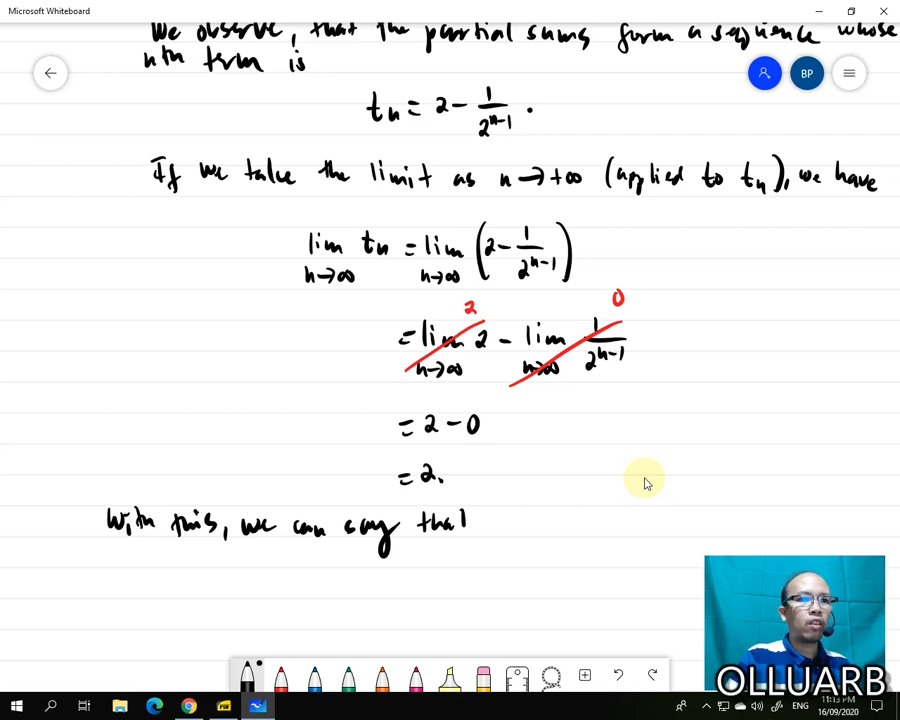 Microsoft Whiteboard
We observe, that the partial sums form a sequence whose
nth term is
BP
tn = 2 - 1/2^(n-1) .
If we take the limit as n → +∞ (applied to tn), we have
lim n→∞ tn = lim n→∞ (2 - 1/2^(n-1))
2 0
= lim n→∞ 2 - lim n→∞ 1/2^(n-1)
= 2 - 0
= 2.
With this, we can say that
OLLUARB
ENG
11:13 PM
16/09/2020